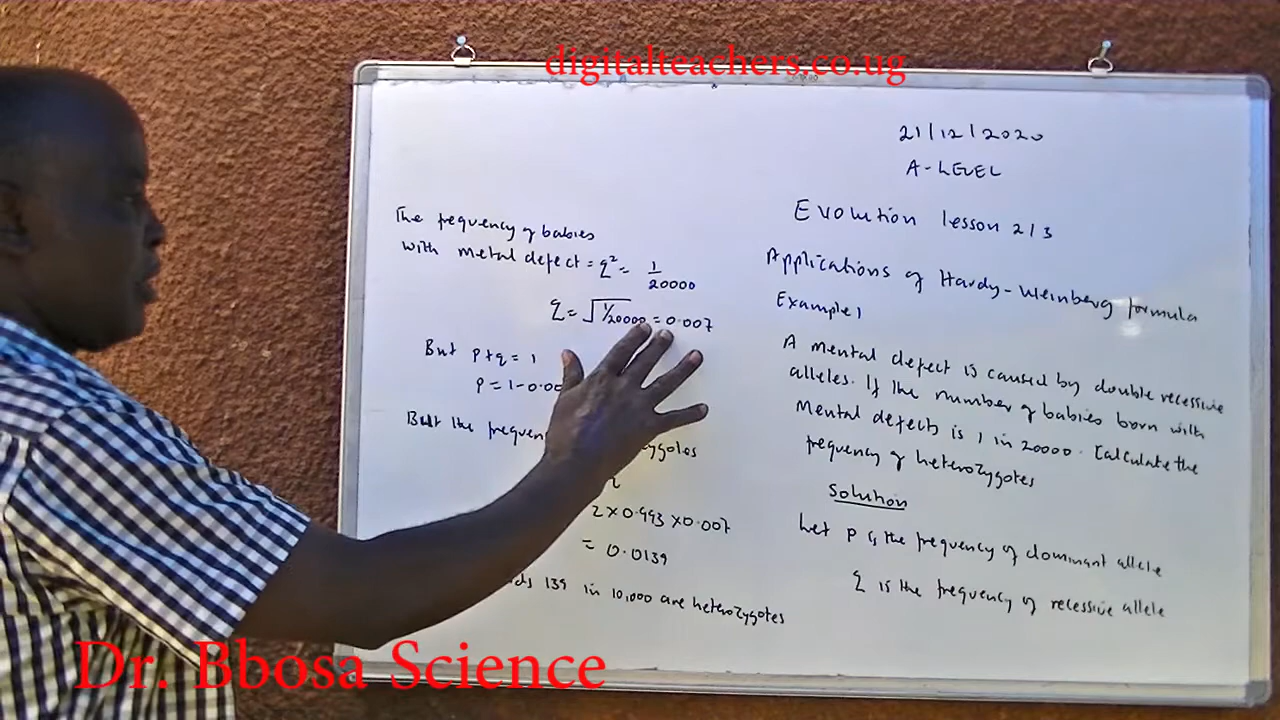 digitalteachers.co.ug
21/12/2020
A-LEVEL
Evolution lesson 2/3
Applications of Hardy-Weinberg formula
Example 1
A mental defect is caused by double recessive
alleles. If the number of babies born with
mental defects is 1 in 20000. Calculate the
frequency of heterozygotes
Solution
Let p is the frequency of dominant allele
q is the frequency of recessive allele
The frequency of babies
with metal defect = q² = 1/20000
q = √1/20000 = 0.007
But p+q = 1
p = 1-0.00
But the frequen
zygotes
2×0.993×0.007
= 0.0139
ds 139 in 10,000 are heterozygotes
Dr. Bbosa Science